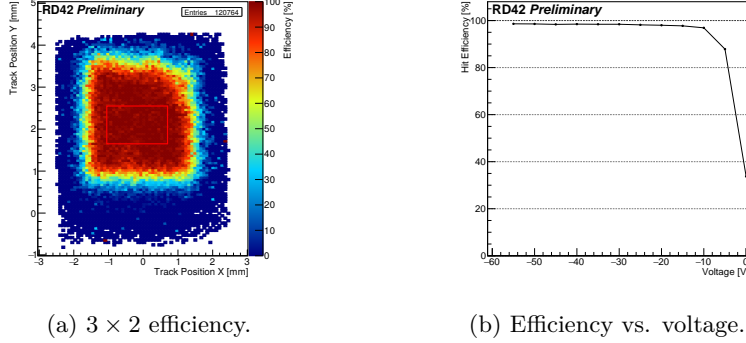 RD42 Preliminary
Entries 120764
Track Position Y [mm]
5
4
3
2
1
0
−1
−3 −2 −1 0 1 2 3
Track Position X [mm]
100
90
80
70
60
50
40
30
20
10
0
Efficiency [%]
(a) 3 × 2 efficiency.
RD42 Preliminary
Hit Efficiency [%]
100
80
60
40
20
0
−60 −50 −40 −30 −20 −10 0
Voltage [V
(b) Efficiency vs. voltage.